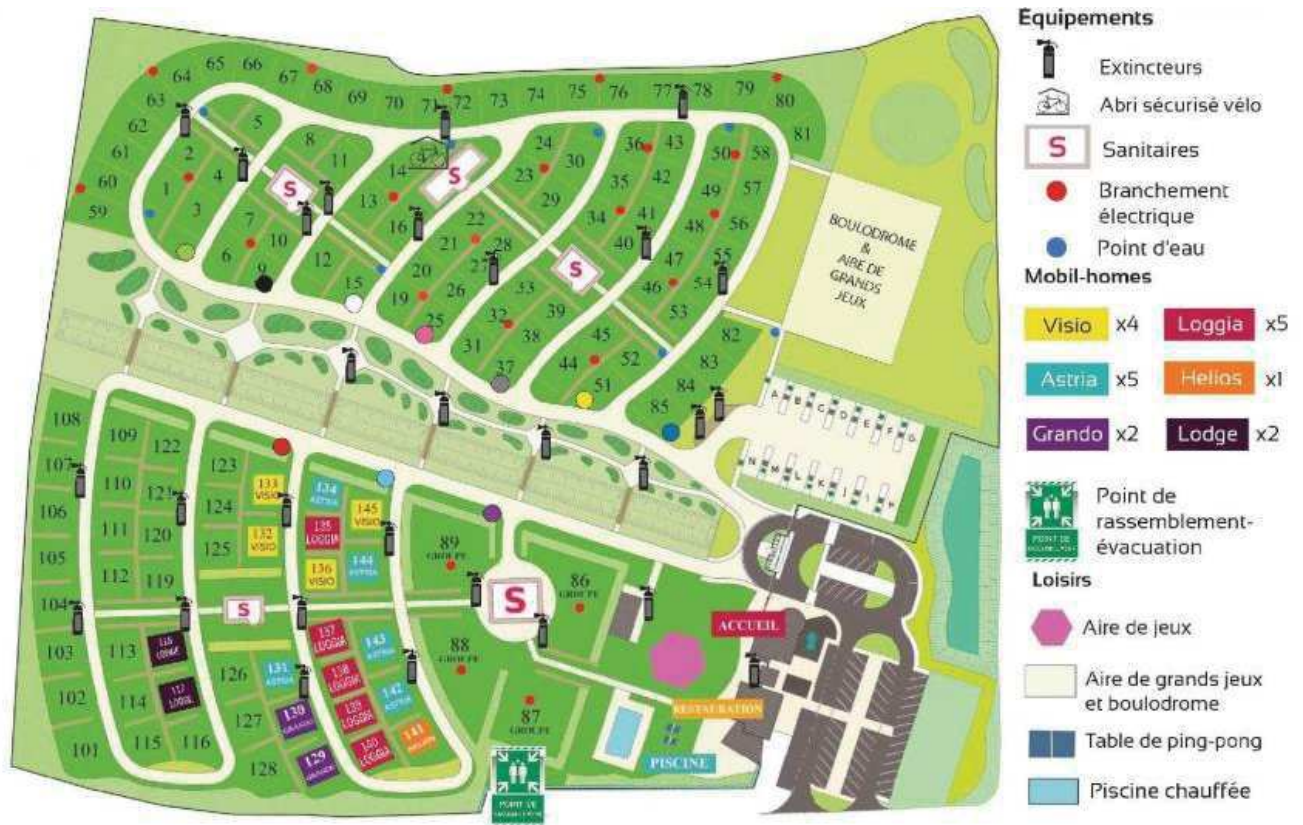 Équipements
Extincteurs
Abri sécurisé vélo
S
Sanitaires
Branchement
électrique
Point d'eau
Mobil-homes
Visio x4
Loggia x5
Astria x5
Helios x1
Grando x2
Lodge x2
Point de
rassemblement-
évacuation
Loisirs
Aire de jeux
Aire de grands jeux
et boulodrome
Table de ping-pong
Piscine chauffée
59
60
61
62
63
64
65
66
67
68
69
70
71
72
73
74
75
76
77
78
79
80
81
1
2
3
4
5
6
7
8
9
10
11
12
13
14
15
16
S
S
S
19
20
21
22
23
24
25
26
27
28
29
30
31
32
33
34
35
36
37
38
39
40
41
42
43
44
45
46
47
48
49
50
51
52
53
54
55
56
57
58
82
83
84
85
BOULODROME
&
AIRE DE
GRANDS
JEUX
A
B
C
D
E
F
G
N
M
L
K
J
I
108
107
106
105
104
103
102
101
109
110
111
112
113
114
115
116
122
121
120
119
118
LODGE
117
LODGE
123
124
125
S
126
127
128
133
VISIO
132
VISIO
131
ASTRIA
130
GRANDO
129
GRANDO
134
ASTRIA
135
LOGGIA
136
VISIO
145
VISIO
144
ASTRIA
137
LOGGIA
138
LOGGIA
139
LOGGIA
140
LOGGIA
143
ASTRIA
142
ASTRIA
141
HELIOS
89
GROUPE
88
GROUPE
87
GROUPE
86
GROUPE
S
ACCUEIL
RESTAURATION
PISCINE
POINT DE